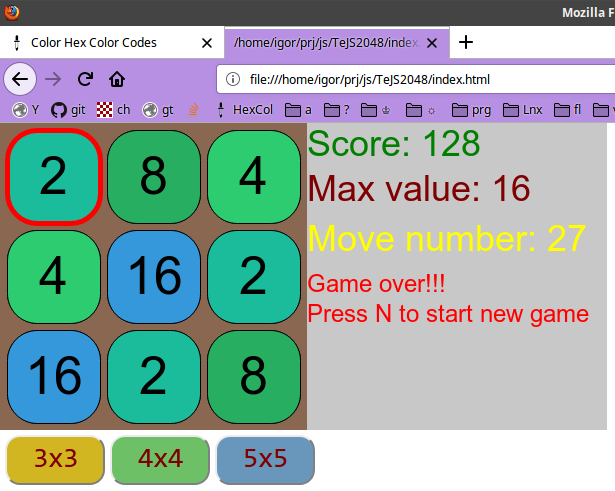 Mozilla F
Color Hex Color Codes
/home/igor/prj/js/TeJS2048/index
file:///home/igor/prj/js/TeJS2048/index.html
Y git ch gt HexCol a ? prg Lnx fl
2 8 4
4 16 2
16 2 8
Score: 128
Max value: 16
Move number: 27
Game over!!!
Press N to start new game
3x3 4x4 5x5